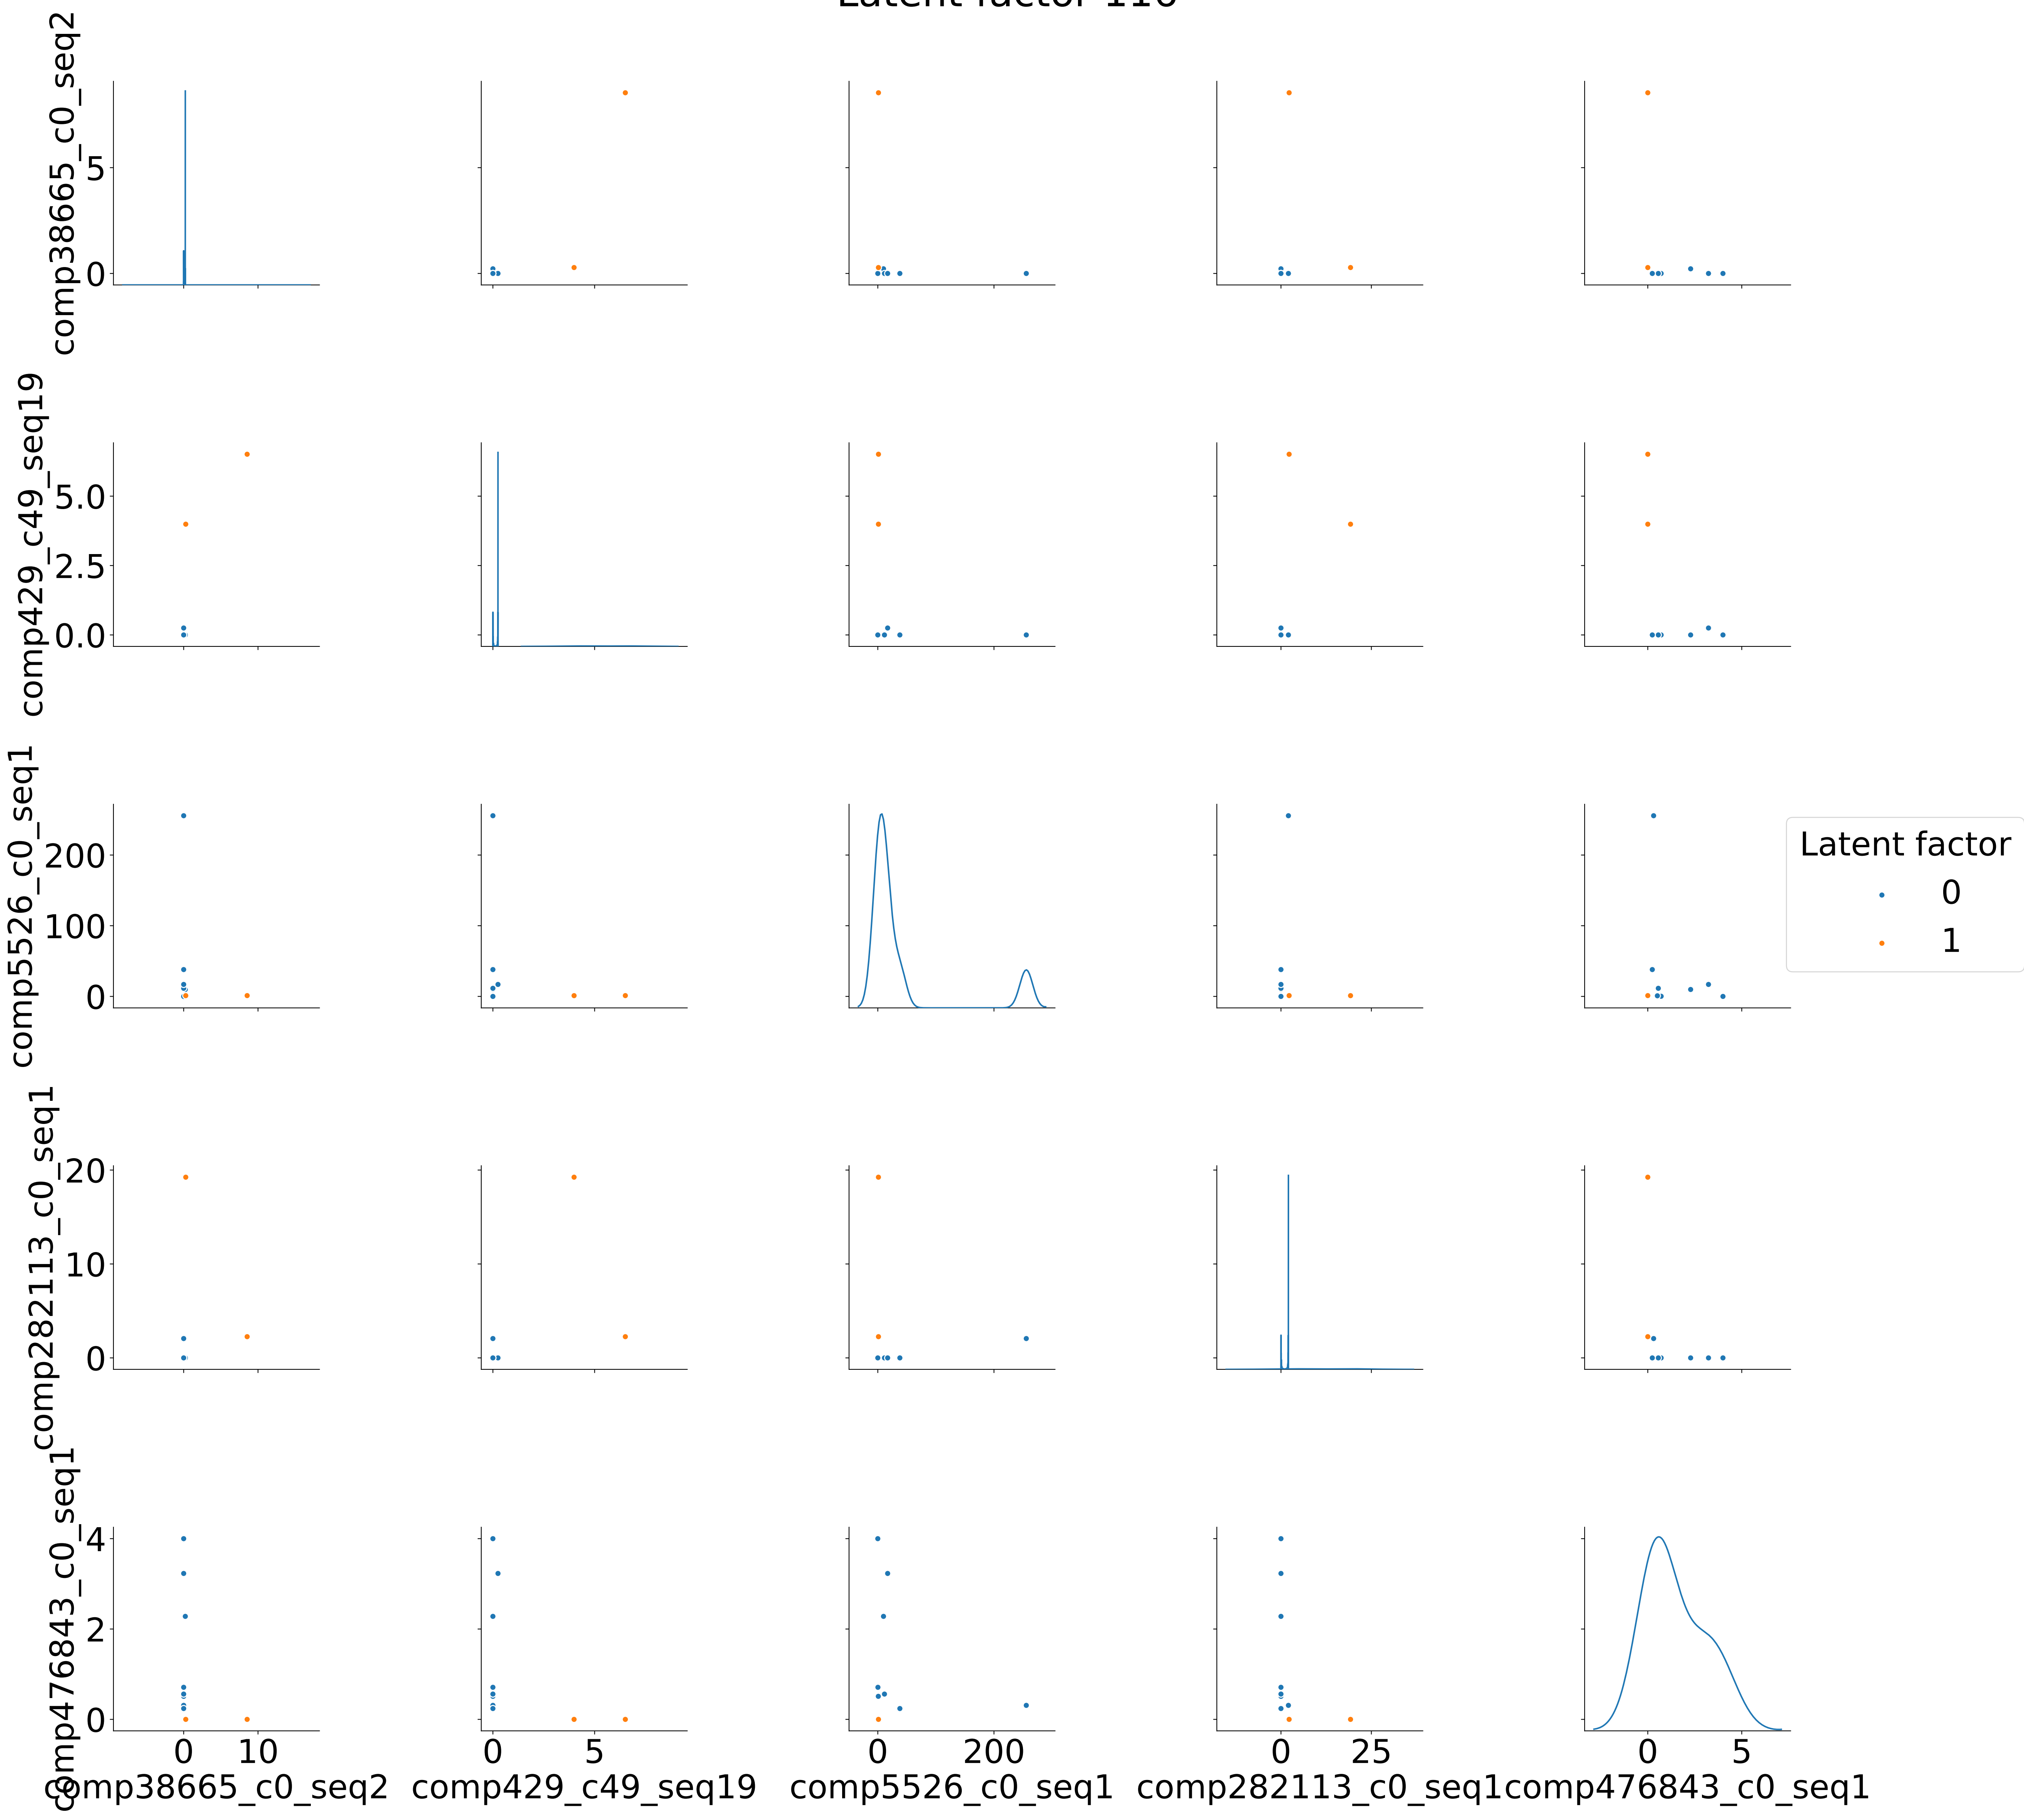 Latent factor 110
comp38665_c0_seq2
5
0
comp429_c49_seq19
5.0
2.5
0.0
comp5526_c0_seq1
200
100
0
Latent factor
0
1
comp282113_c0_seq1
20
10
0
comp476843_c0_seq1
4
2
0
0 10 0 5 0 200 0 25 0 5
comp38665_c0_seq2 comp429_c49_seq19 comp5526_c0_seq1 comp282113_c0_seq1 comp476843_c0_seq1